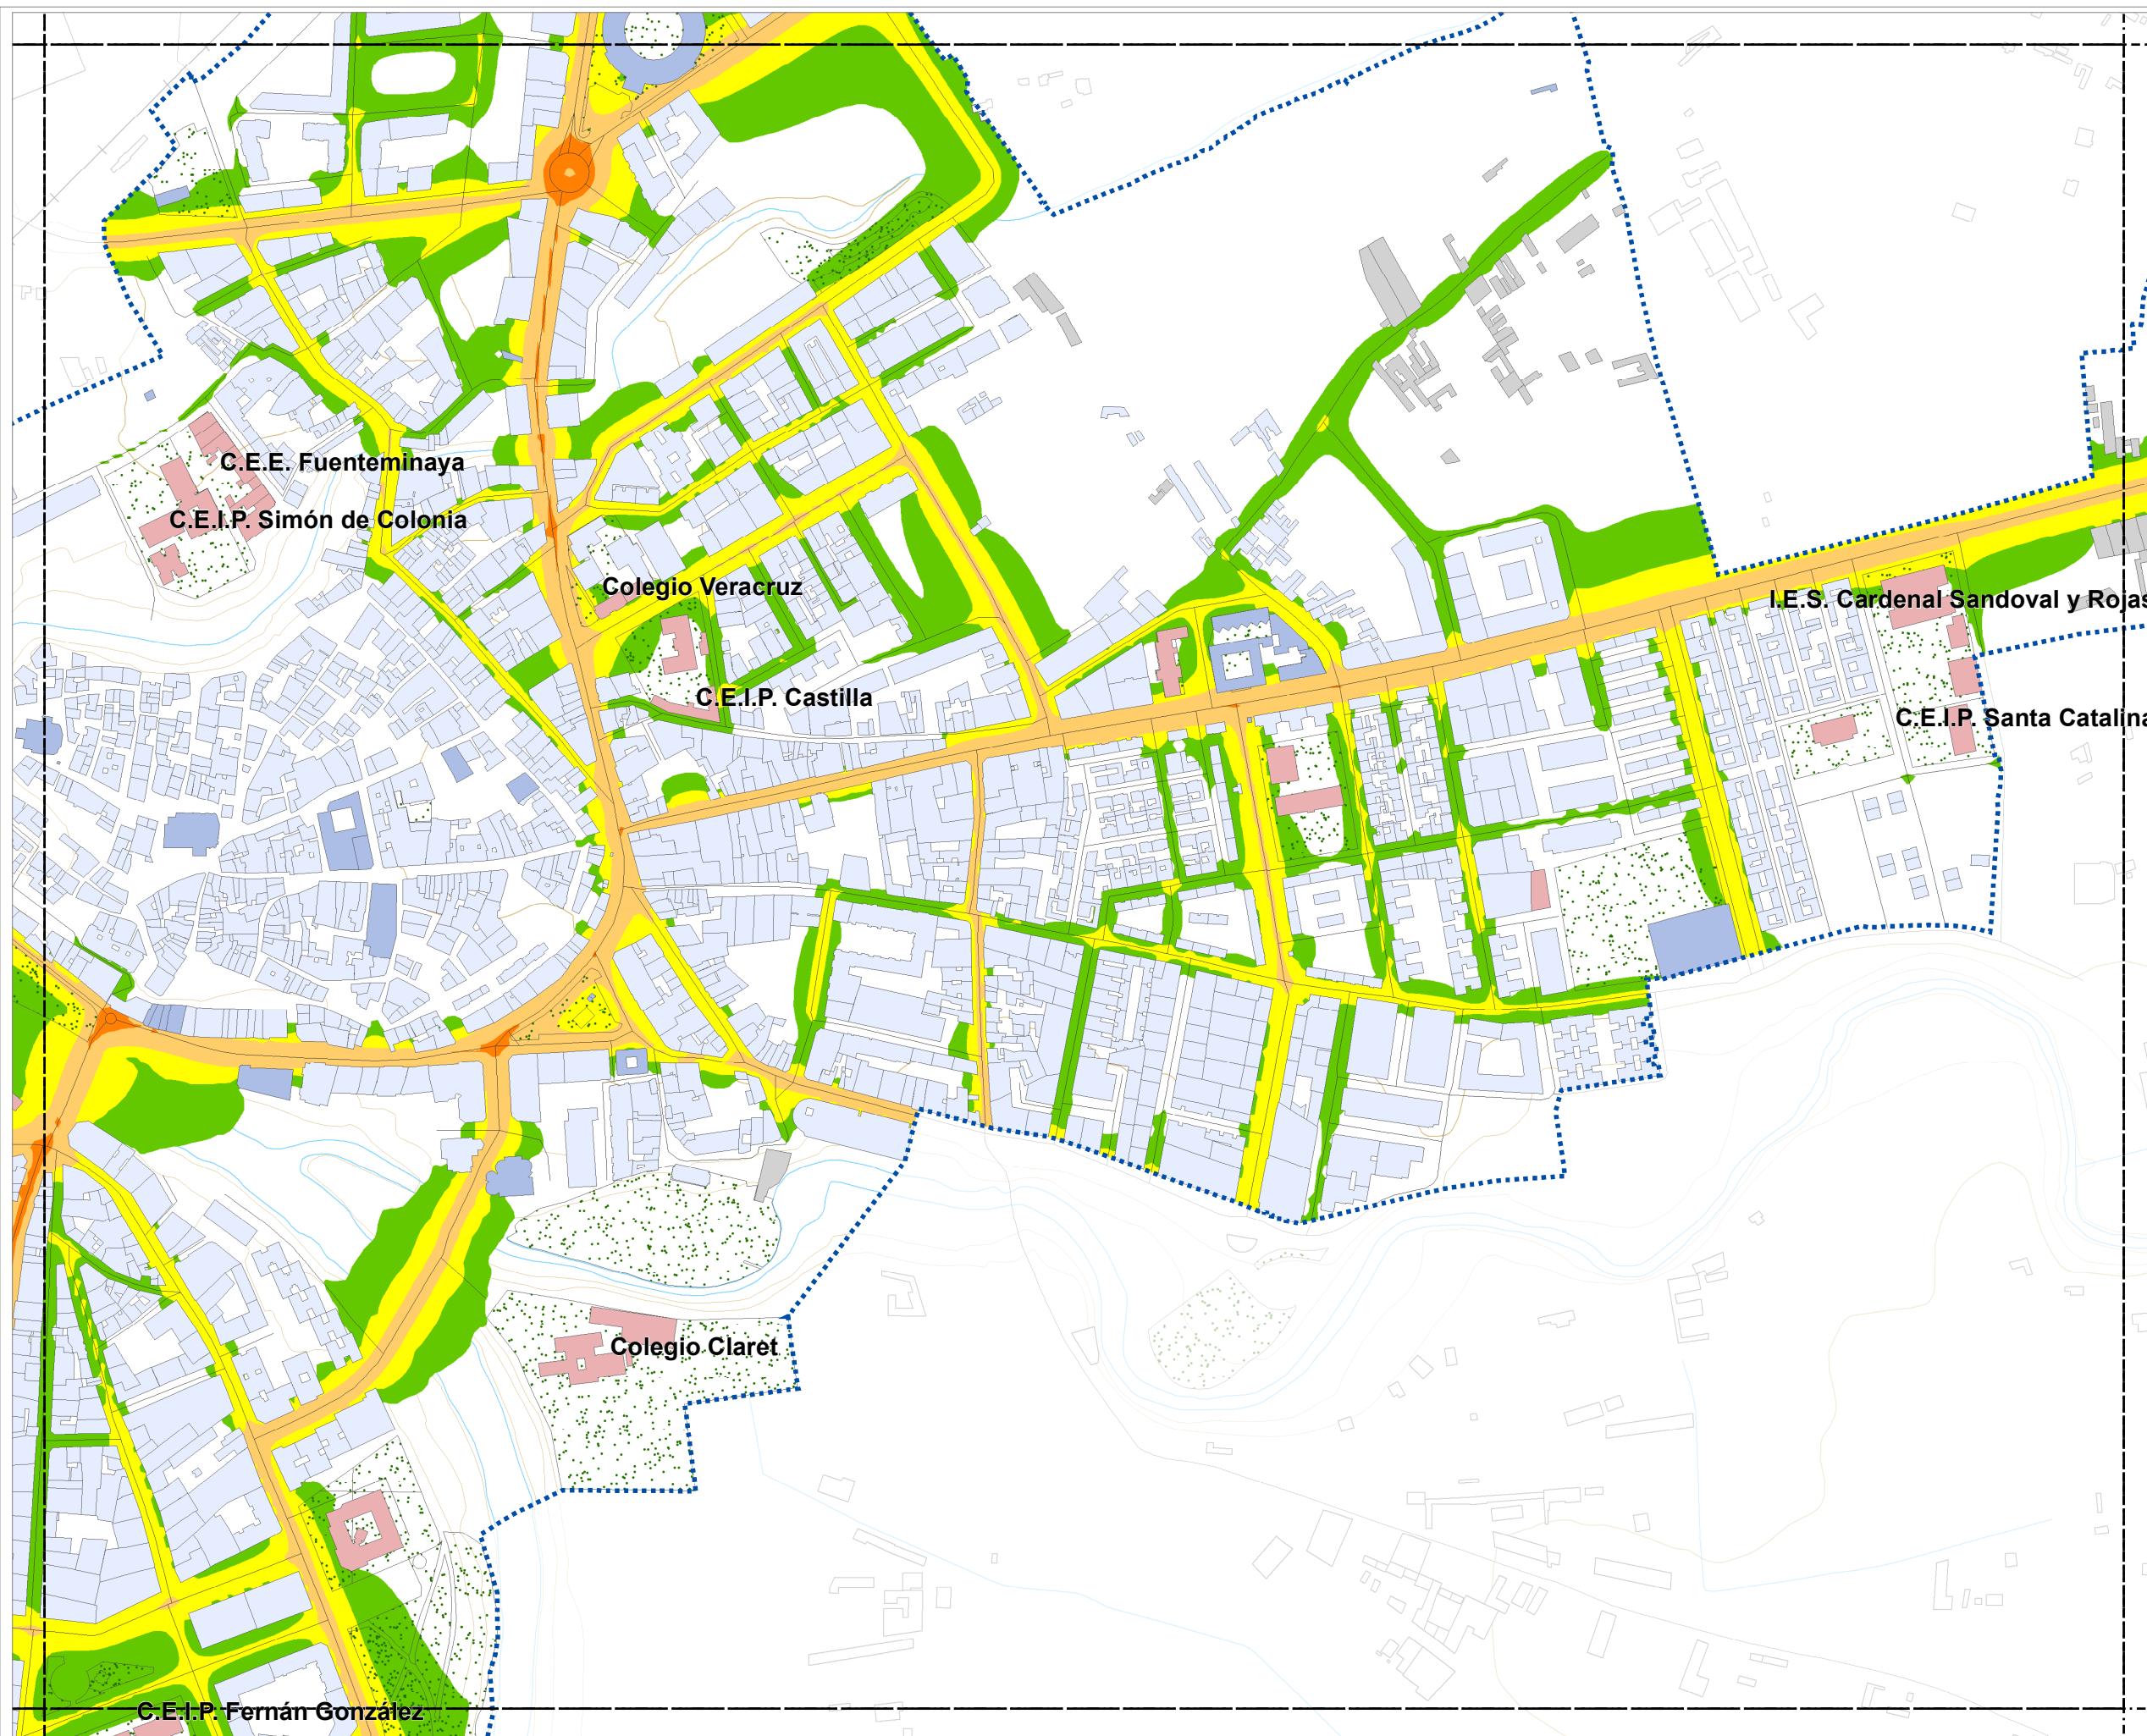 C.E.E. Fuenteminaya
C.E.I.P. Simón de Colonia
Colegio Veracruz
I.E.S. Cardenal Sandoval y Rojas
C.E.I.P. Castilla
C.E.I.P. Santa Catalina
Colegio Claret
C.E.I.P. Fernán González